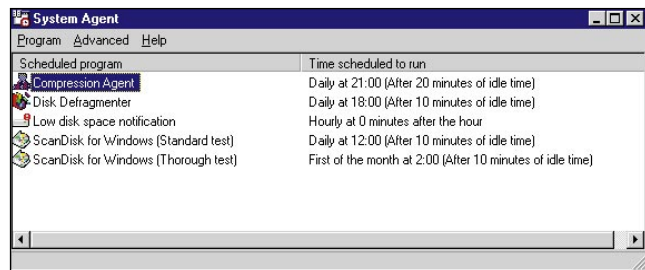 System Agent
Program Advanced Help
Scheduled program Time scheduled to run
Compression Agent Daily at 21:00 (After 20 minutes of idle time)
Disk Defragmenter Daily at 18:00 (After 10 minutes of idle time)
Low disk space notification Hourly at 0 minutes after the hour
ScanDisk for Windows (Standard test) Daily at 12:00 (After 10 minutes of idle time)
ScanDisk for Windows (Thorough test) First of the month at 2:00 (After 10 minutes of idle time)